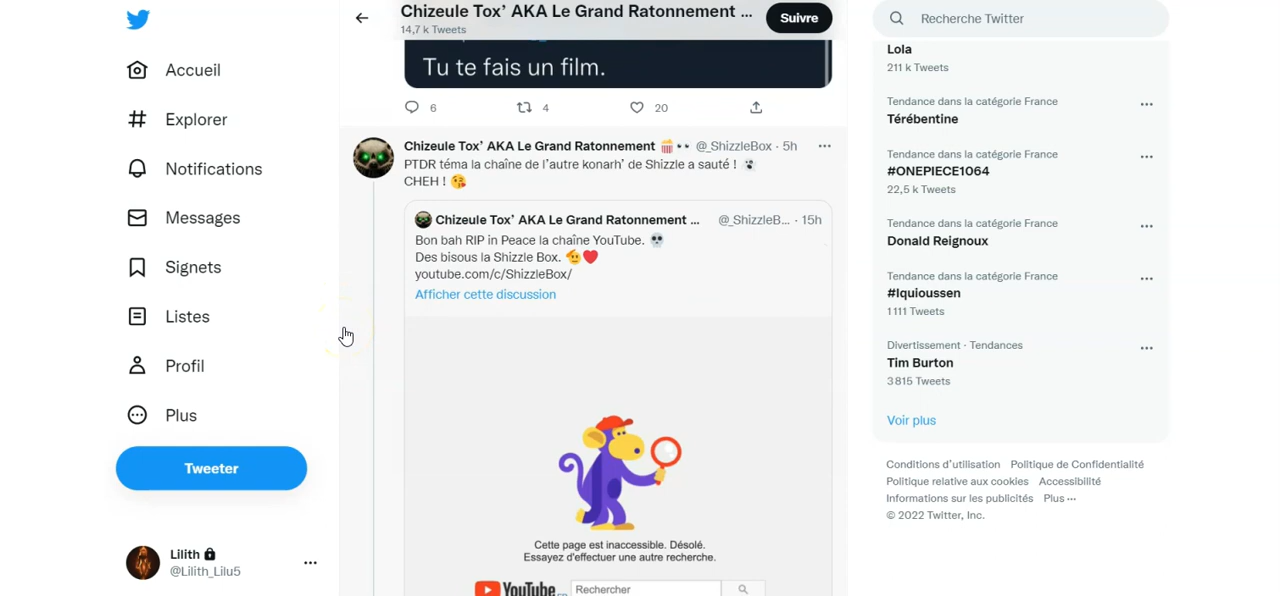 Accueil
Explorer
Notifications
Messages
Signets
Listes
Profil
Plus
Tweeter
Lilith
@Lilith_Lilu5
Chizeule Tox’ AKA Le Grand Ratonnement ...
14,7 k Tweets
Suivre
Tu te fais un film.
6 4 20
Chizeule Tox’ AKA Le Grand Ratonnement 🍿👀 @_ShizzleBox · 5h
PTDR téma la chaîne de l’autre konarh’ de Shizzle a sauté !
CHEH ! 😘
Chizeule Tox’ AKA Le Grand Ratonnement ... @_ShizzleB... · 15h
Bon bah RIP in Peace la chaîne YouTube. 💀
Des bisous la Shizzle Box. 🫡❤️
youtube.com/c/ShizzleBox/
Afficher cette discussion
Cette page est inaccessible. Désolé.
Essayez d'effectuer une autre recherche.
YouTube FR Rechercher
Recherche Twitter
Lola
211 k Tweets
Tendance dans la catégorie France
Térébentine
Tendance dans la catégorie France
#ONEPIECE1064
22,5 k Tweets
Tendance dans la catégorie France
Donald Reignoux
Tendance dans la catégorie France
#Iquioussen
1 111 Tweets
Divertissement · Tendances
Tim Burton
3 815 Tweets
Voir plus
Conditions d’utilisation Politique de Confidentialité
Politique relative aux cookies Accessibilité
Informations sur les publicités Plus ···
© 2022 Twitter, Inc.